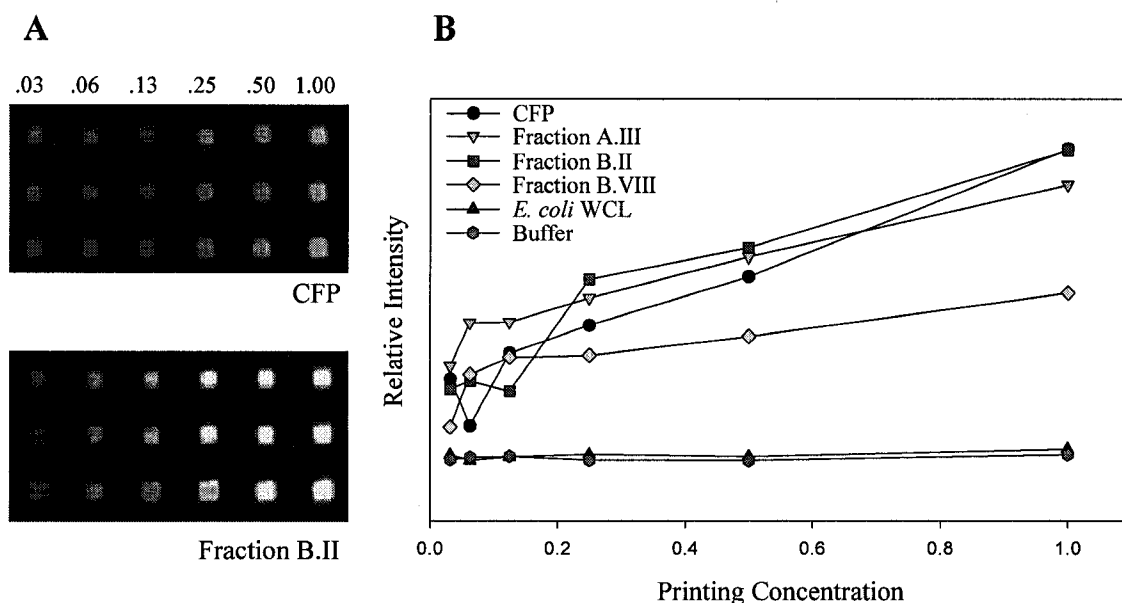 A
.03 .06 .13 .25 .50 1.00
CFP
Fraction B.II
B
CFP
Fraction A.III
Fraction B.II
Fraction B.VIII
E. coli WCL
Buffer
Relative Intensity
0.0 0.2 0.4 0.6 0.8 1.0
Printing Concentration